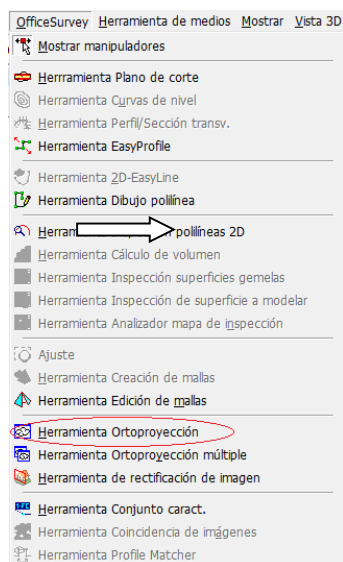 OfficeSurvey Herramienta de medios Mostrar Vista 3D
Mostrar manipuladores
Herrramienta Plano de corte
Herramienta Curvas de nivel
Herramienta Perfil/Sección transv.
Herramienta EasyProfile
Herramienta 2D-EasyLine
Herramienta Dibujo polilínea
polilíneas 2D
Herramienta Cálculo de volumen
Herramienta Inspección superficies gemelas
Herramienta Inspección de superficie a modelar
Herramienta Analizador mapa de inspección
Ajuste
Herramienta Creación de mallas
Herramienta Edición de mallas
Herramienta Ortoproyección
Herramienta Ortoproyección múltiple
Herramienta de rectificación de imagen
Herramienta Conjunto caract.
Herramienta Coincidencia de imágenes
Herramienta Profile Matcher